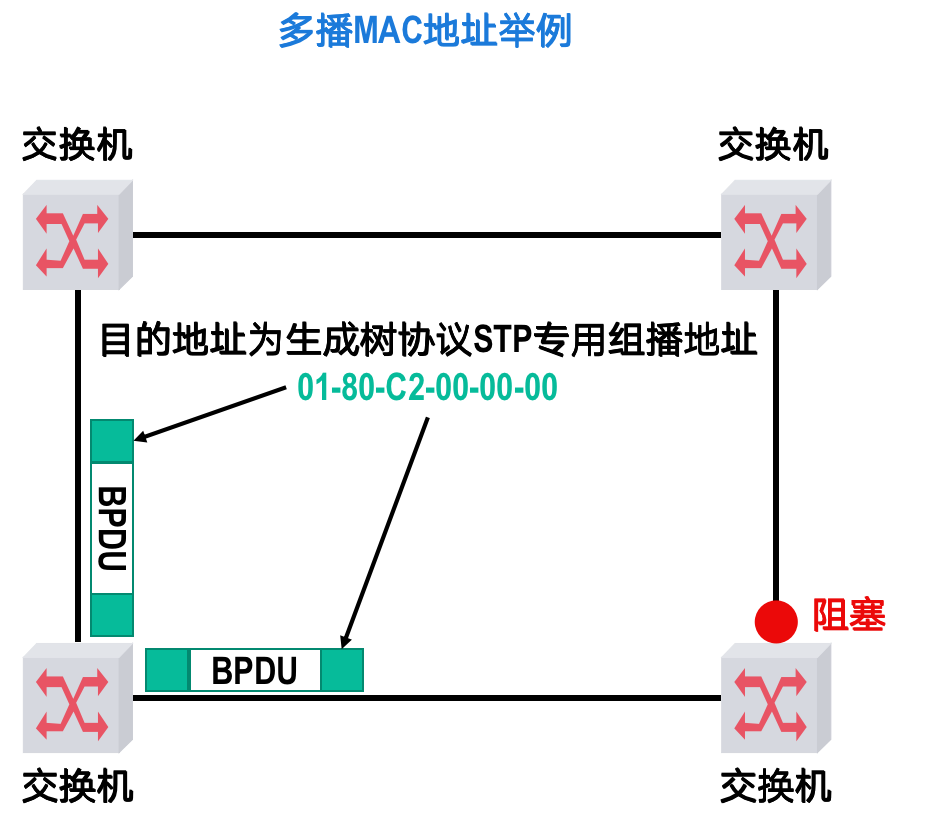 多播MAC地址举例
交换机
交换机
目的地址为生成树协议STP专用组播地址
01-80-C2-00-00-00
BPDU
阻塞
BPDU
交换机
交换机